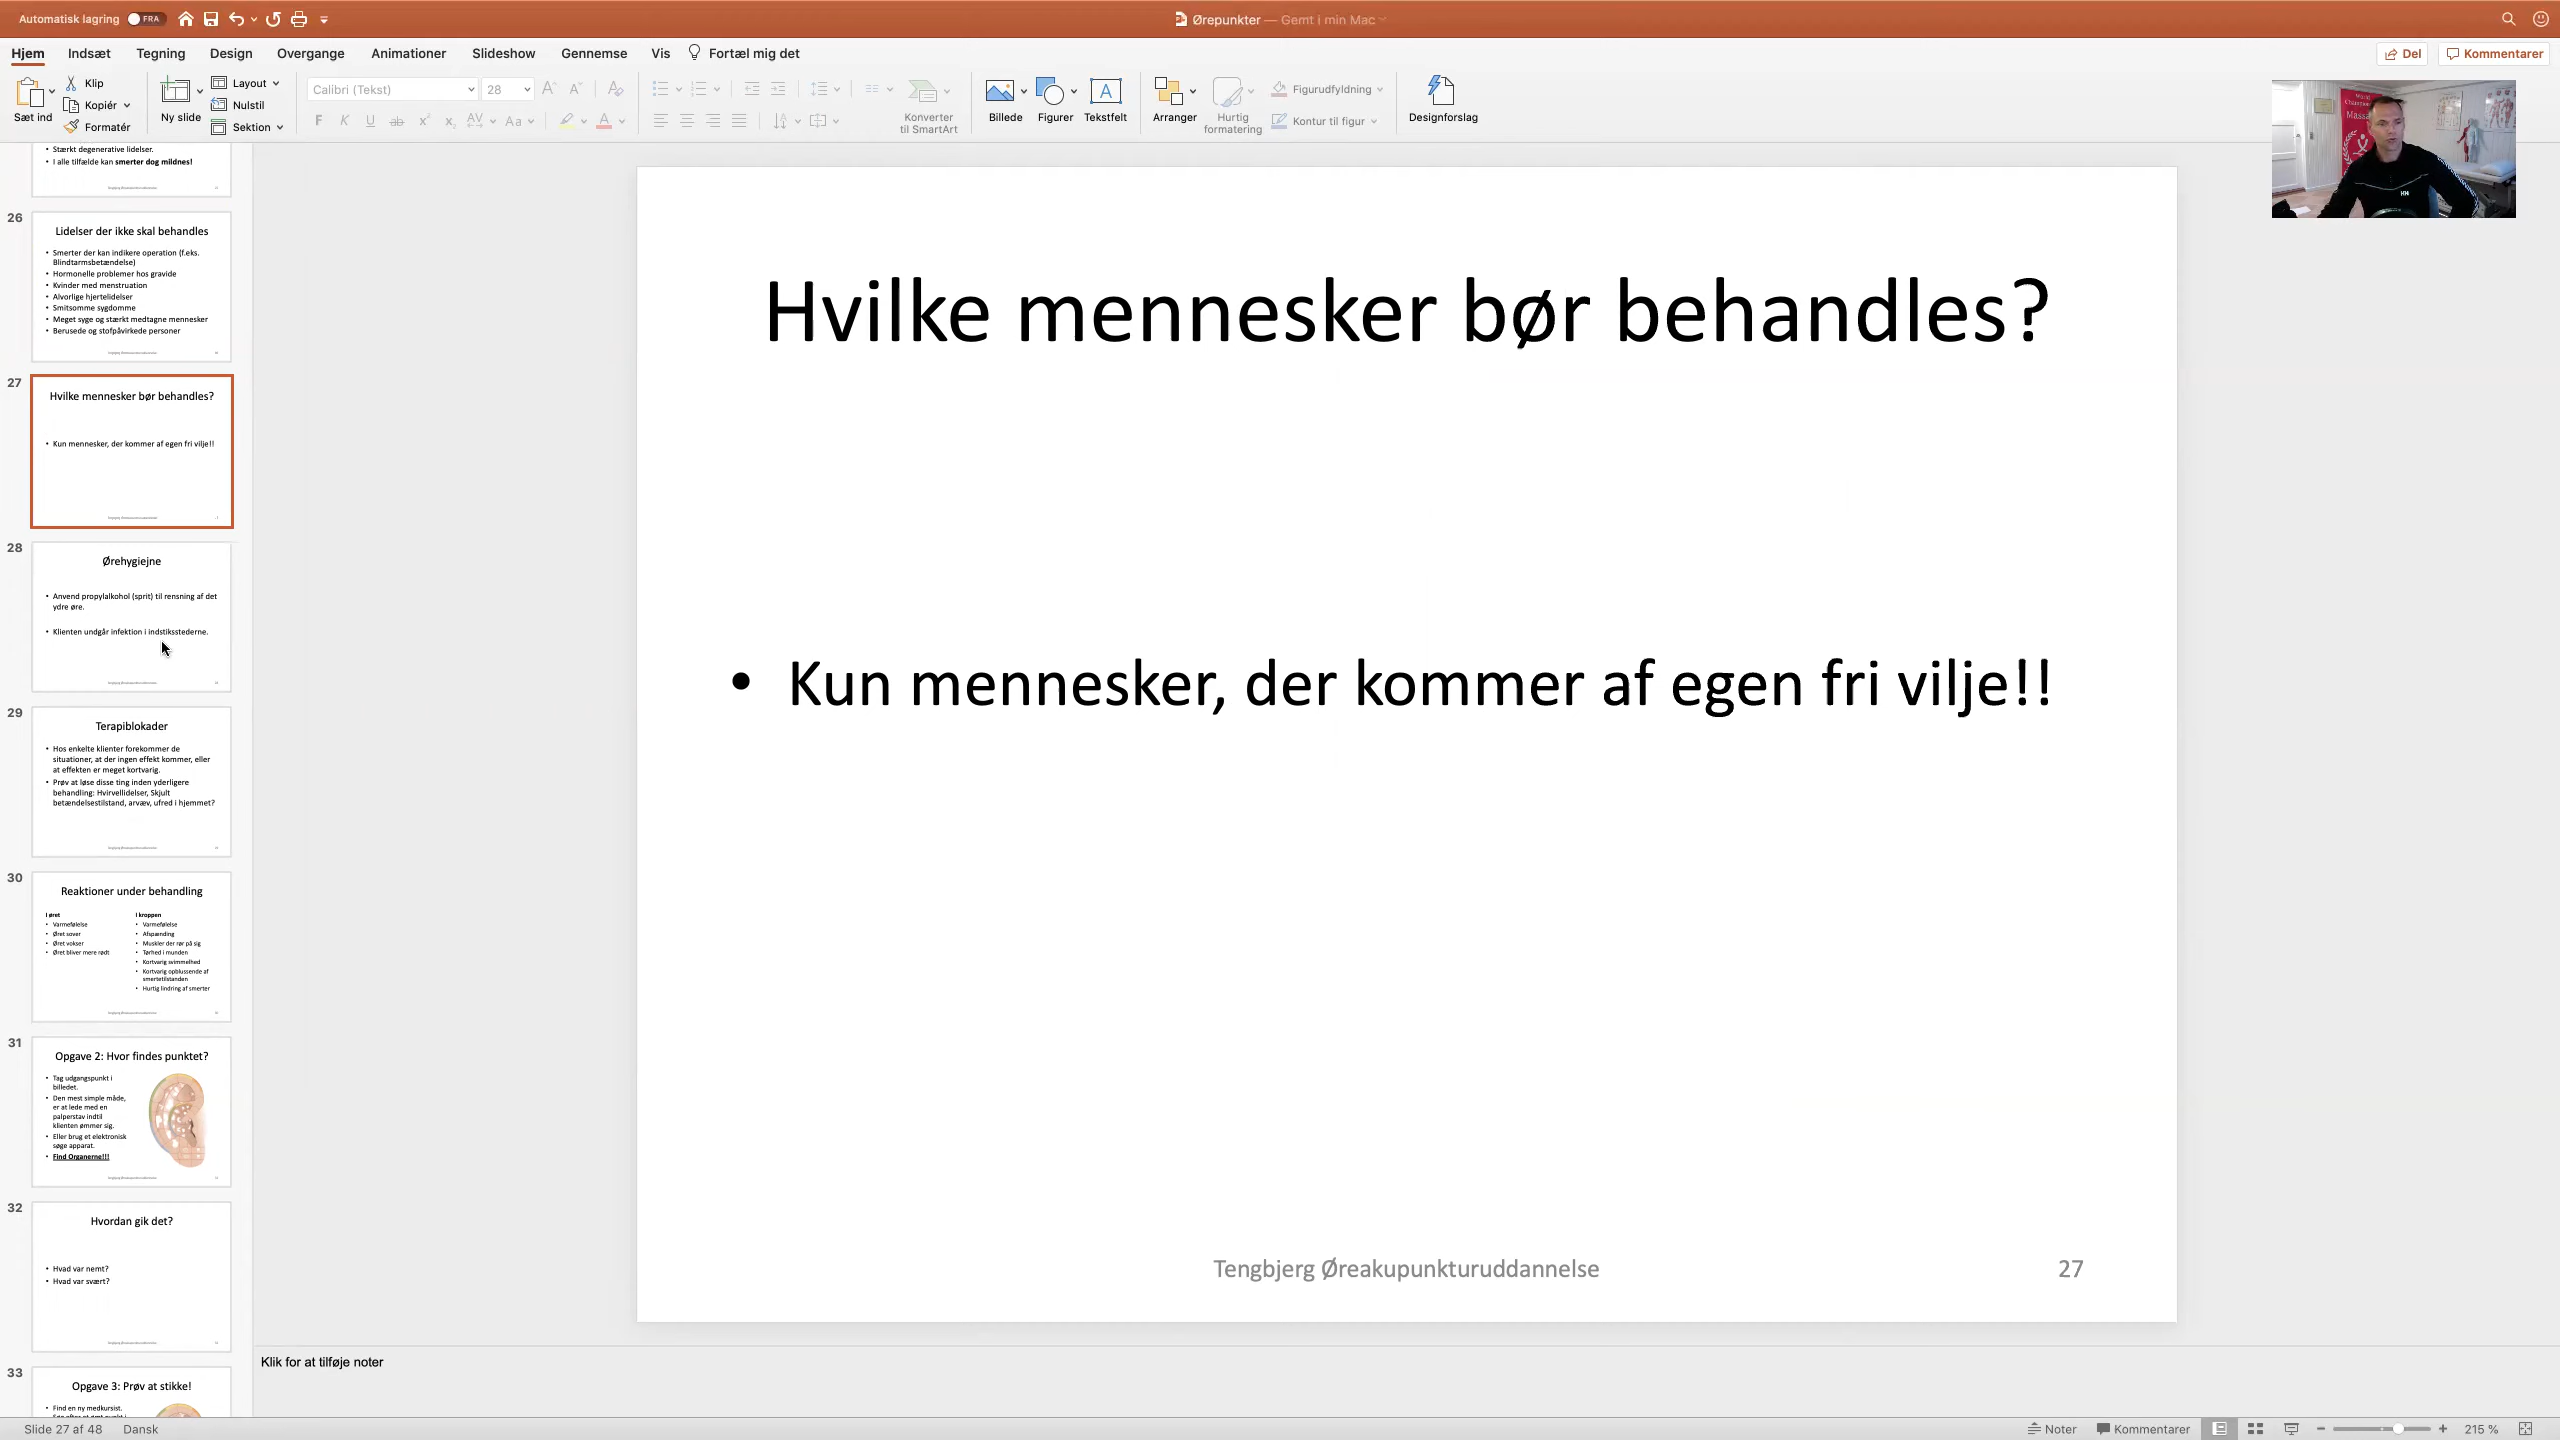 Automatisk lagring FRA
Ørepunkter — Gemt i min Mac
Hjem Indsæt Tegning Design Overgange Animationer Slideshow Gennemse Vis Fortæl mig det
Del Kommentarer
Sæt ind
Klip
Kopiér
Formatér
Ny slide
Layout
Nulstil
Sektion
Calibri (Tekst) 28
Konverter
til SmartArt
Billede Figurer Tekstfelt
Arranger
Hurtig
formatering
Figurudfyldning
Kontur til figur
Designforslag
• Stærkt degenerative lidelser.
• I alle tilfælde kan smerter dog mildnes!
26
Lidelser der ikke skal behandles
• Smerter der kan indikere operation (f.eks.
Blindtarmsbetændelse)
• Hormonelle problemer hos gravide
• Kvinder med menstruation
• Alvorlige hjertelidelser
• Smitsomme sygdomme
• Meget syge og stærkt medtagne mennesker
• Berusede og stofpåvirkede personer
27
Hvilke mennesker bør behandles?
• Kun mennesker, der kommer af egen fri vilje!!
28
Ørehygiejne
• Anvend propylalkohol (sprit) til rensning af det
ydre øre.
• Klienten undgår infektion i indstiksstederne.
29
Terapiblokader
• Hos enkelte klienter forekommer de
situationer, at der ingen effekt kommer, eller
at effekten er meget kortvarig.
• Prøv at løse disse ting inden yderligere
behandling: Hvirvellidelser, Skjult
betændelsestilstand, arvæv, ufred i hjemmet?
30
Reaktioner under behandling
I øret
• Varmefølelse
• Øret sover
• Øret vokser
• Øret bliver mere rødt
I kroppen
• Varmefølelse
• Afspænding
• Muskler der rør på sig
• Tørhed i munden
• Kortvarig svimmelhed
• Kortvarig opblussende af
smertetilstanden
• Hurtig lindring af smerter
31
Opgave 2: Hvor findes punktet?
• Tag udgangspunkt i
billedet.
• Den mest simple måde,
er at lede med en
palperstav indtil
klienten ømmer sig.
• Eller brug et elektronisk
søge apparat.
• Find Organerne!!!
32
Hvordan gik det?
• Hvad var nemt?
• Hvad var svært?
33
Opgave 3: Prøv at stikke!
• Find en ny medkursist.
Hvilke mennesker bør behandles?
• Kun mennesker, der kommer af egen fri vilje!!
Tengbjerg Øreakupunkturuddannelse 27
Klik for at tilføje noter
Slide 27 af 48 Dansk
Noter Kommentarer 215 %